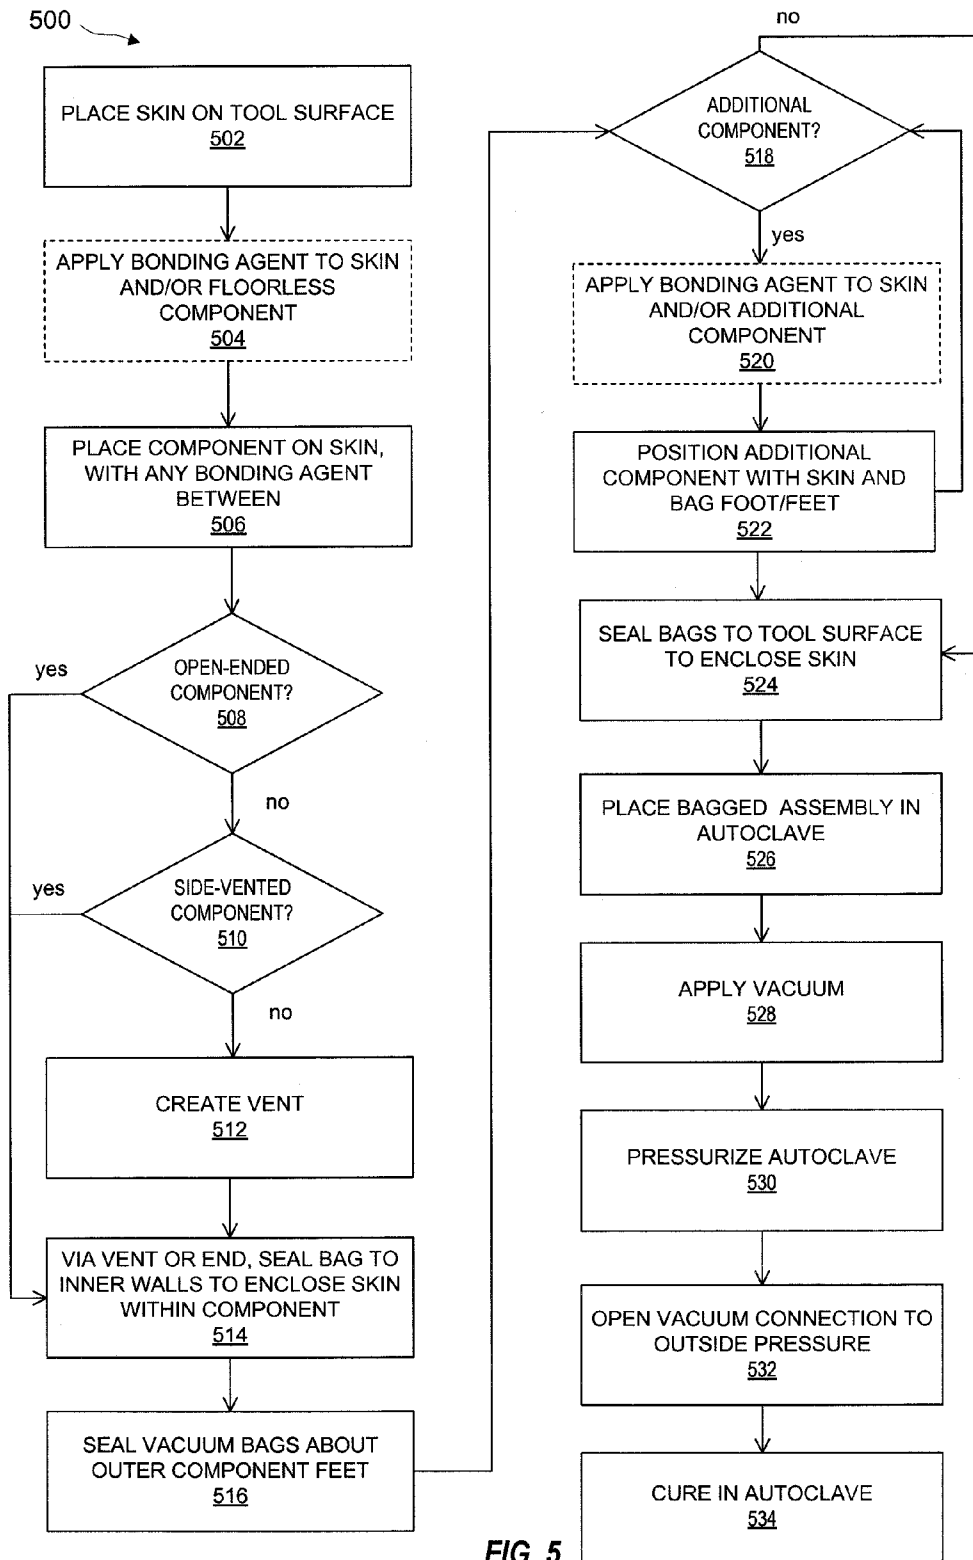 500
PLACE SKIN ON TOOL SURFACE
502
APPLY BONDING AGENT TO SKIN
AND/OR FLOORLESS
COMPONENT
504
PLACE COMPONENT ON SKIN,
WITH ANY BONDING AGENT
BETWEEN
506
yes
OPEN-ENDED
COMPONENT?
508
no
yes
SIDE-VENTED
COMPONENT?
510
no
CREATE VENT
512
VIA VENT OR END, SEAL BAG TO
INNER WALLS TO ENCLOSE SKIN
WITHIN COMPONENT
514
SEAL VACUUM BAGS ABOUT
OUTER COMPONENT FEET
516
no
ADDITIONAL
COMPONENT?
518
yes
APPLY BONDING AGENT TO SKIN
AND/OR ADDITIONAL
COMPONENT
520
POSITION ADDITIONAL
COMPONENT WITH SKIN AND
BAG FOOT/FEET
522
SEAL BAGS TO TOOL SURFACE
TO ENCLOSE SKIN
524
PLACE BAGGED ASSEMBLY IN
AUTOCLAVE
526
APPLY VACUUM
528
PRESSURIZE AUTOCLAVE
530
OPEN VACUUM CONNECTION TO
OUTSIDE PRESSURE
532
CURE IN AUTOCLAVE
534
FIG. 5